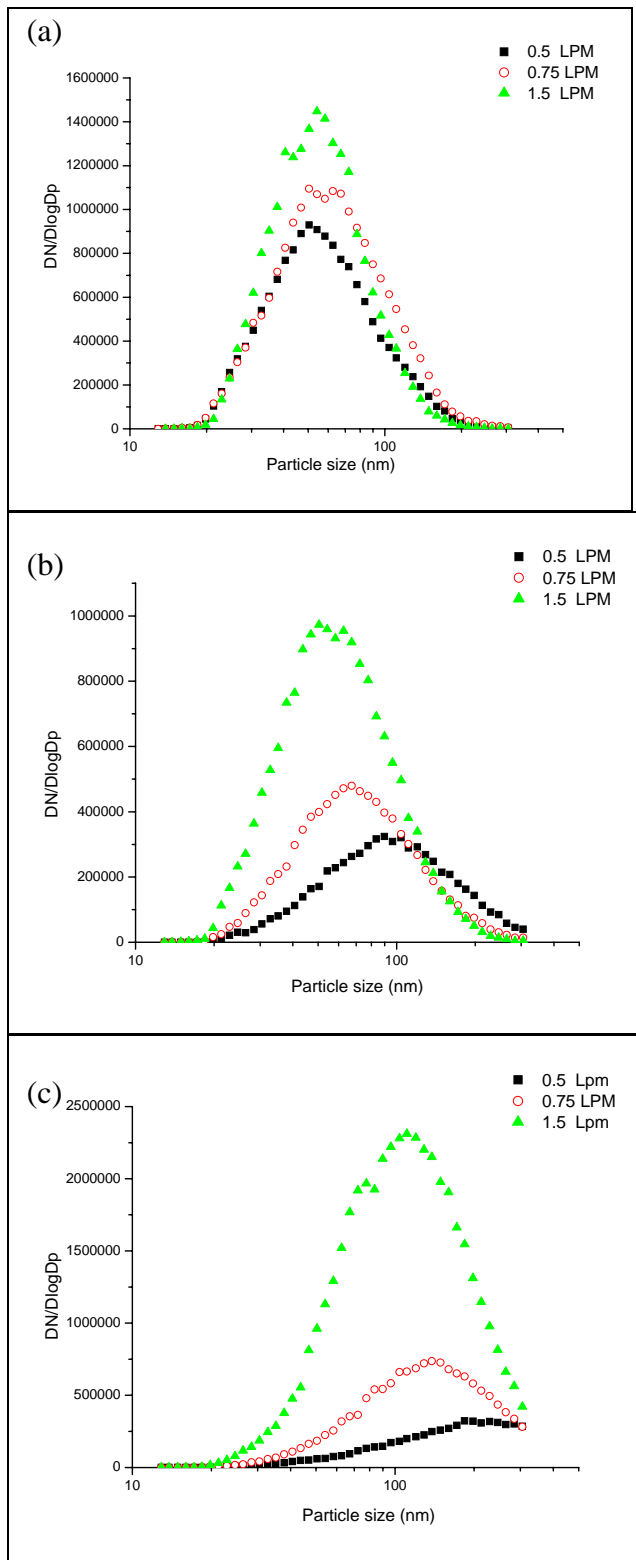 (a)
0.5 LPM
0.75 LPM
1.5 LPM
1600000
1400000
1200000
1000000
800000
600000
400000
200000
0
DN/DlogDp
10
100
Particle size (nm)
(b)
0.5 LPM
0.75 LPM
1.5 LPM
1000000
800000
600000
400000
200000
0
DN/DlogDp
10
100
Particle size (nm)
(c)
0.5 Lpm
0.75 LPM
1.5 Lpm
2500000
2000000
1500000
1000000
500000
0
DN/DlogDp
10
100
Particle size (nm)